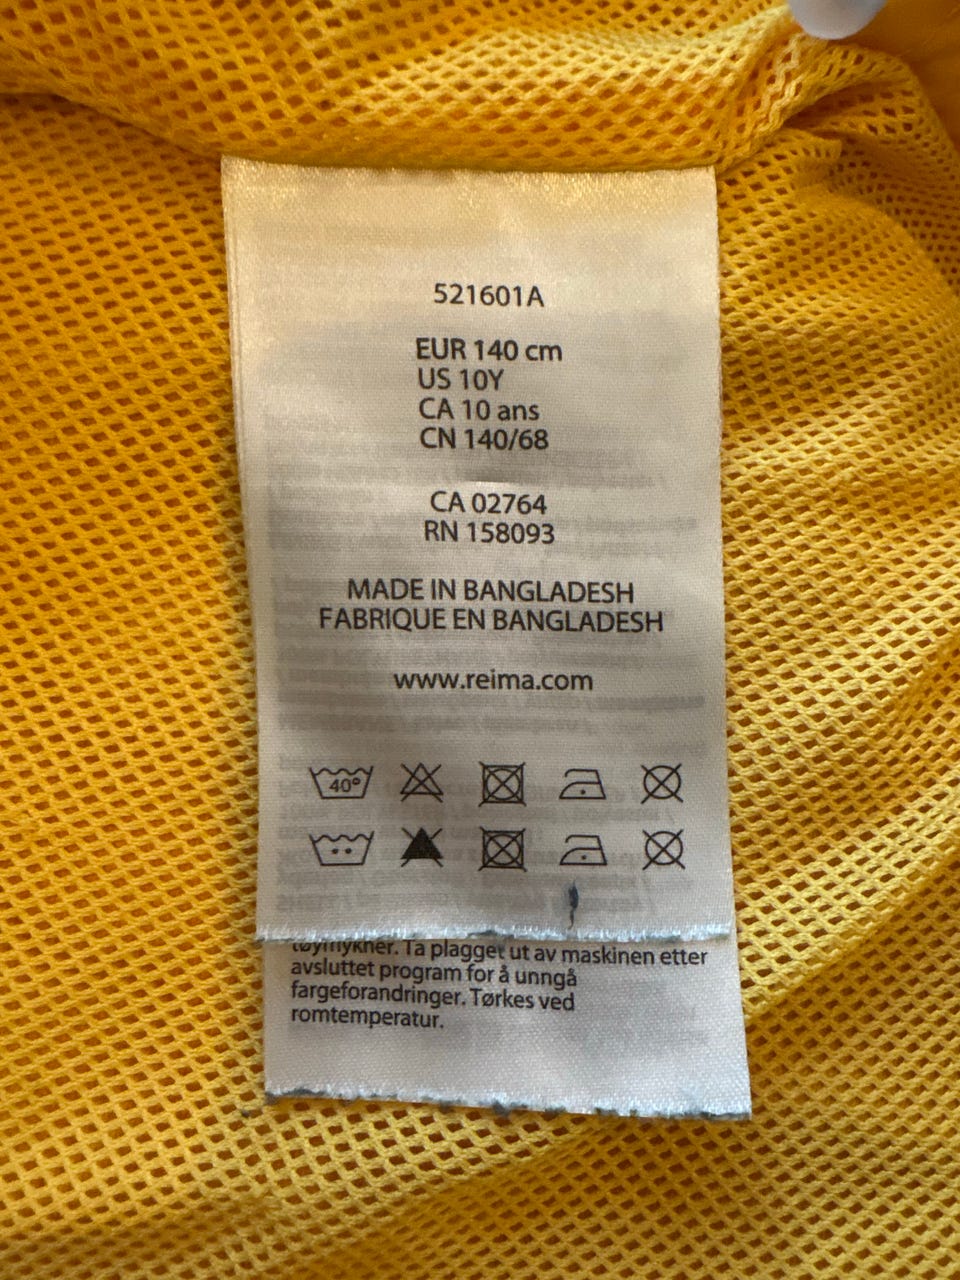 521601A
EUR 140 cm
US 10Y
CA 10 ans
CN 140/68
CA 02764
RN 158093
MADE IN BANGLADESH
FABRIQUE EN BANGLADESH
www.reima.com
40°
tøymykner. Ta plagget ut av maskinen etter
avsluttet program for å unngå
fargeforandringer. Tørkes ved
romtemperatur.